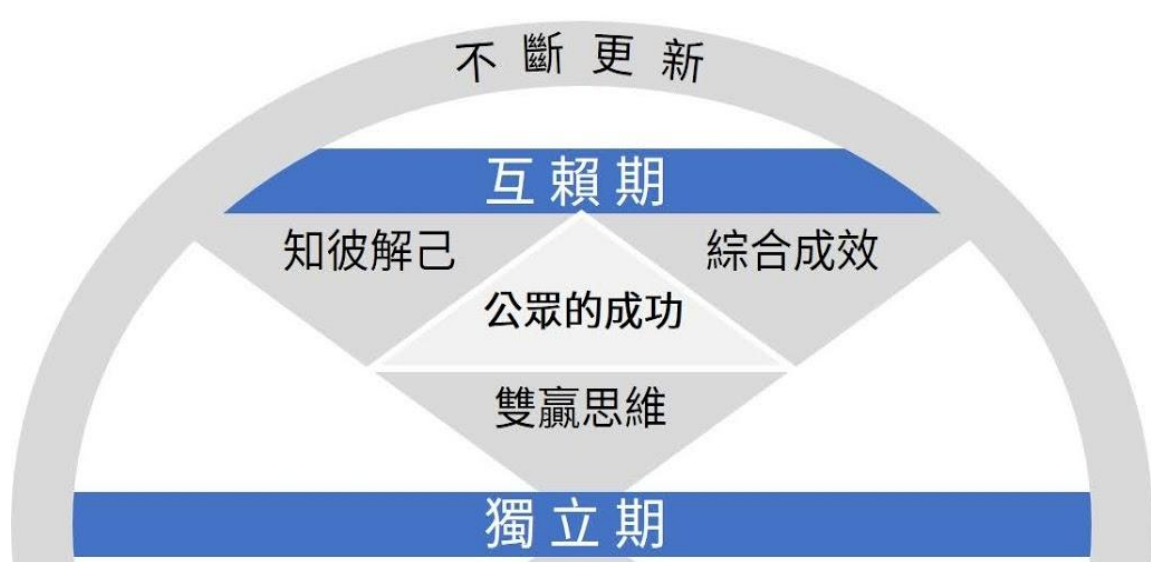 不斷更新
互賴期
知彼解己
綜合成效
公眾的成功
雙贏思維
獨立期